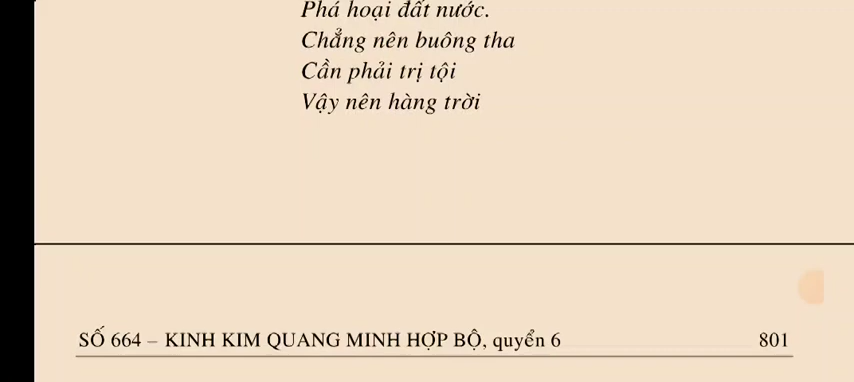 Phá hoại đất nước.
Chẳng nên buông tha
Cần phải trị tội
Vậy nên hàng trời
SỐ 664 – KINH KIM QUANG MINH HỢP BỘ, quyển 6 801